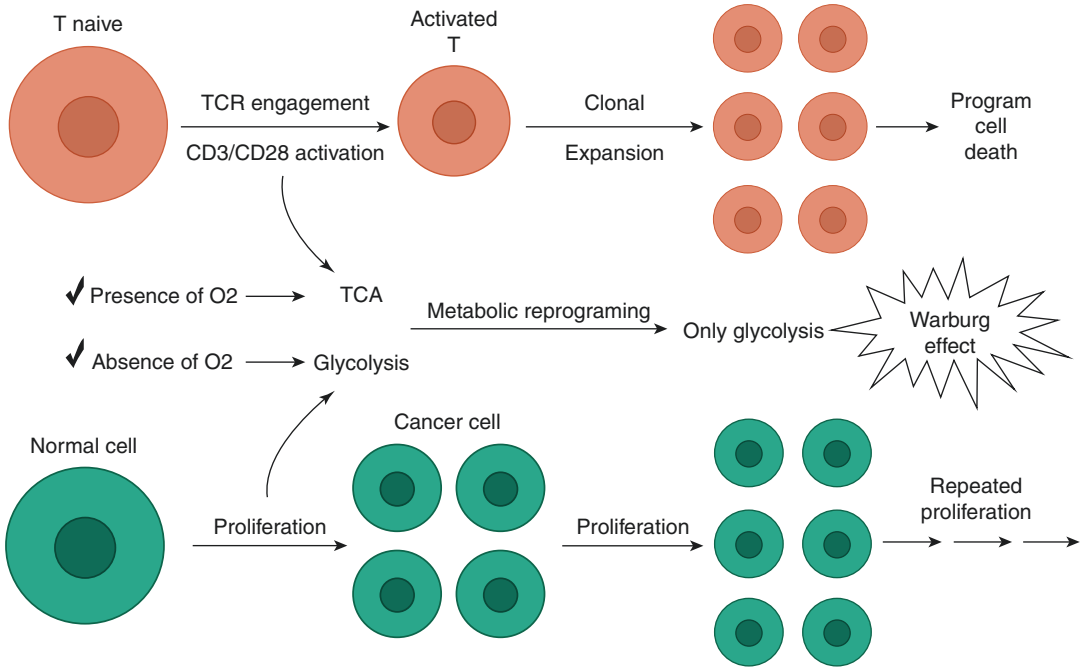 T naive
Activated
T
TCR engagement
CD3/CD28 activation
Clonal
Expansion
Program
cell
death
Presence of O2
TCA
Absence of O2
Glycolysis
Metabolic reprograming
Only glycolysis
Warburg
effect
Normal cell
Cancer cell
Proliferation
Proliferation
Repeated
proliferation